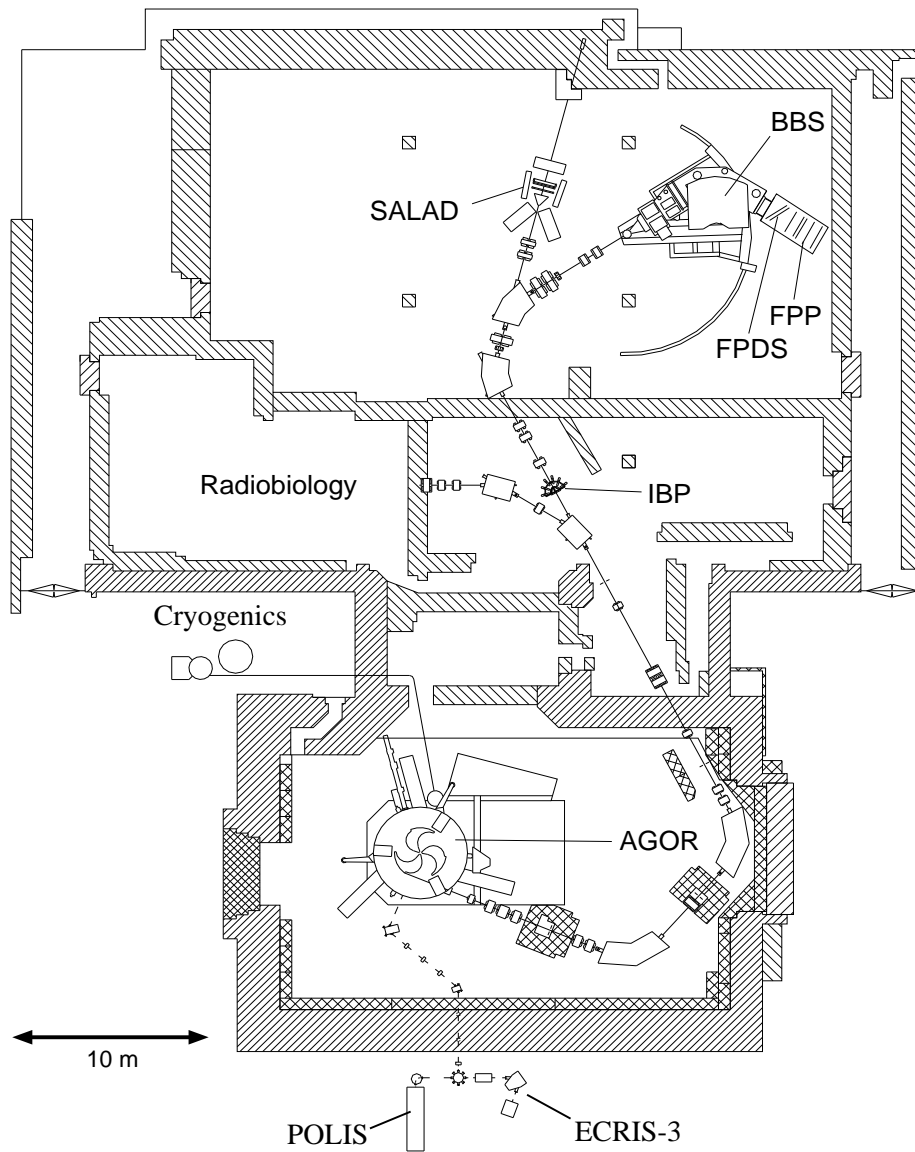 BBS
SALAD
FPP
FPDS
Radiobiology
IBP
Cryogenics
AGOR
10 m
POLIS
ECRIS-3